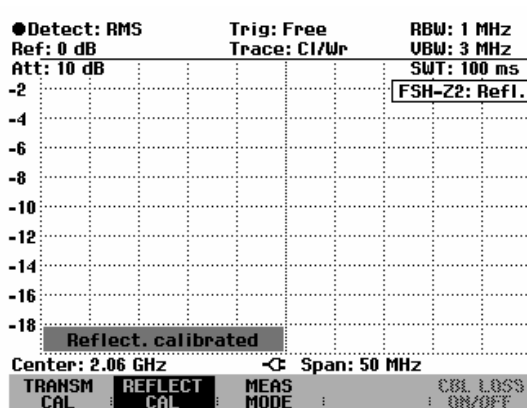 Detect: RMS Trig: Free RBW: 1 MHz
Ref: 0 dB Trace: Cl/Wr VBW: 3 MHz
Att: 10 dB SWT: 100 ms
-2 FSH-Z2: Refl.
-4
-6
-8
-10
-12
-14
-16
-18
Reflect. calibrated
Center: 2.06 GHz Span: 50 MHz
TRANSM REFLECT MEAS CBL LOSS
CAL CAL MODE ON/OFF